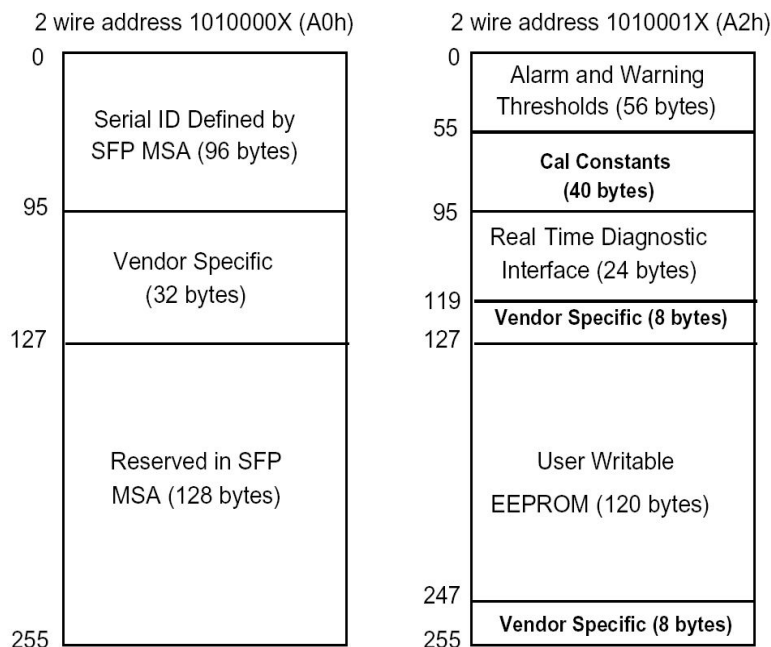 2 wire address 1010000X (A0h)
0
Serial ID Defined by
SFP MSA (96 bytes)
95
Vendor Specific
(32 bytes)
127
Reserved in SFP
MSA (128 bytes)
255
2 wire address 1010001X (A2h)
0
Alarm and Warning
Thresholds (56 bytes)
55
Cal Constants
(40 bytes)
95
Real Time Diagnostic
Interface (24 bytes)
119
Vendor Specific (8 bytes)
127
User Writable
EEPROM (120 bytes)
247
Vendor Specific (8 bytes)
255